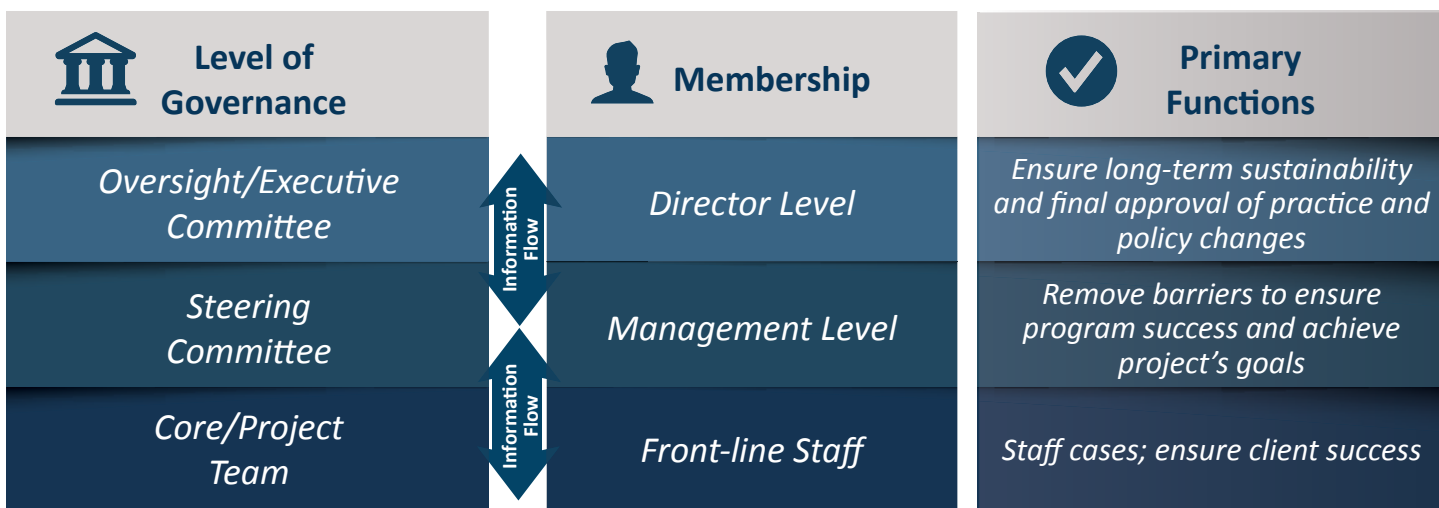 Level of
Governance
Membership
Primary
Functions
Oversight/Executive
Committee
Information
Flow
Director Level
Ensure long-term sustainability
and final approval of practice and
policy changes
Steering
Committee
Management Level
Remove barriers to ensure
program success and achieve
project’s goals
Information
Flow
Core/Project
Team
Front-line Staff
Staff cases; ensure client success